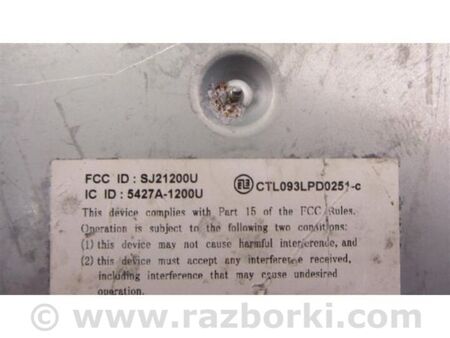 FCC ID : SJ21200U
IC ID : 5427A-1200U
CTL093LPD0251-c
This device complies with Part 15 of the FCC Rules.
Operation is subject to the following two conditions:
(1) this device may not cause harmful interference, and
(2) this device must accept any interference received,
including interference that may cause undesired
operation.
© www.razborki.com